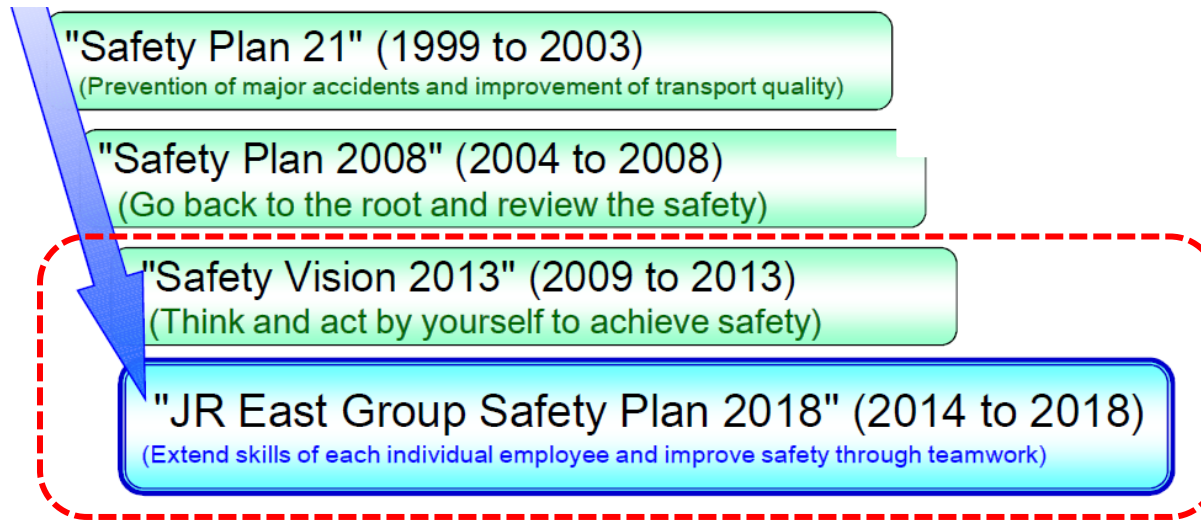 "Safety Plan 21" (1999 to 2003)
(Prevention of major accidents and improvement of transport quality)
"Safety Plan 2008" (2004 to 2008)
(Go back to the root and review the safety)
"Safety Vision 2013" (2009 to 2013)
(Think and act by yourself to achieve safety)
"JR East Group Safety Plan 2018" (2014 to 2018)
(Extend skills of each individual employee and improve safety through teamwork)